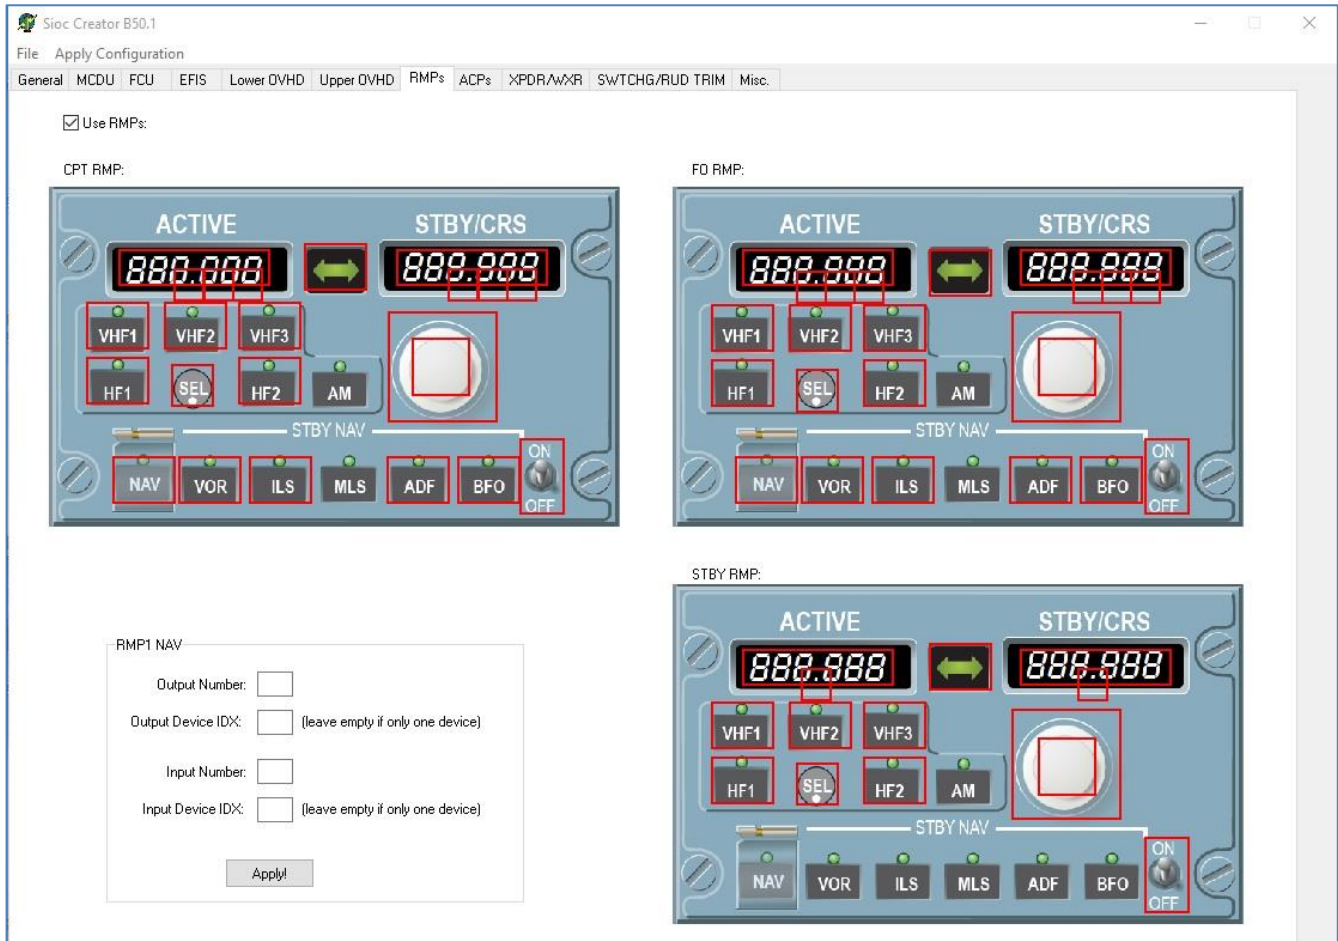 Sioc Creator B50.1
File Apply Configuration
General MCDU FCU EFIS Lower OVHD Upper OVHD RMPs ACPs XPDR/WXR SWTCHG/RUD TRIM Misc.
Use RMPs:
CPT RMP:
ACTIVE STBY/CRS
888.888 888.888
VHF1 VHF2 VHF3
HF1 SEL HF2 AM
STBY NAV
ON
NAV VOR ILS MLS ADF BFO
OFF
FO RMP:
ACTIVE STBY/CRS
888.888 888.888
VHF1 VHF2 VHF3
HF1 SEL HF2 AM
STBY NAV
ON
NAV VOR ILS MLS ADF BFO
OFF
STBY RMP:
ACTIVE STBY/CRS
888.888 888.888
VHF1 VHF2 VHF3
HF1 SEL HF2 AM
STBY NAV
ON
NAV VOR ILS MLS ADF BFO
OFF
RMP1 NAV
Output Number:
Output Device IDX: (leave empty if only one device)
Input Number:
Input Device IDX: (leave empty if only one device)
Apply!